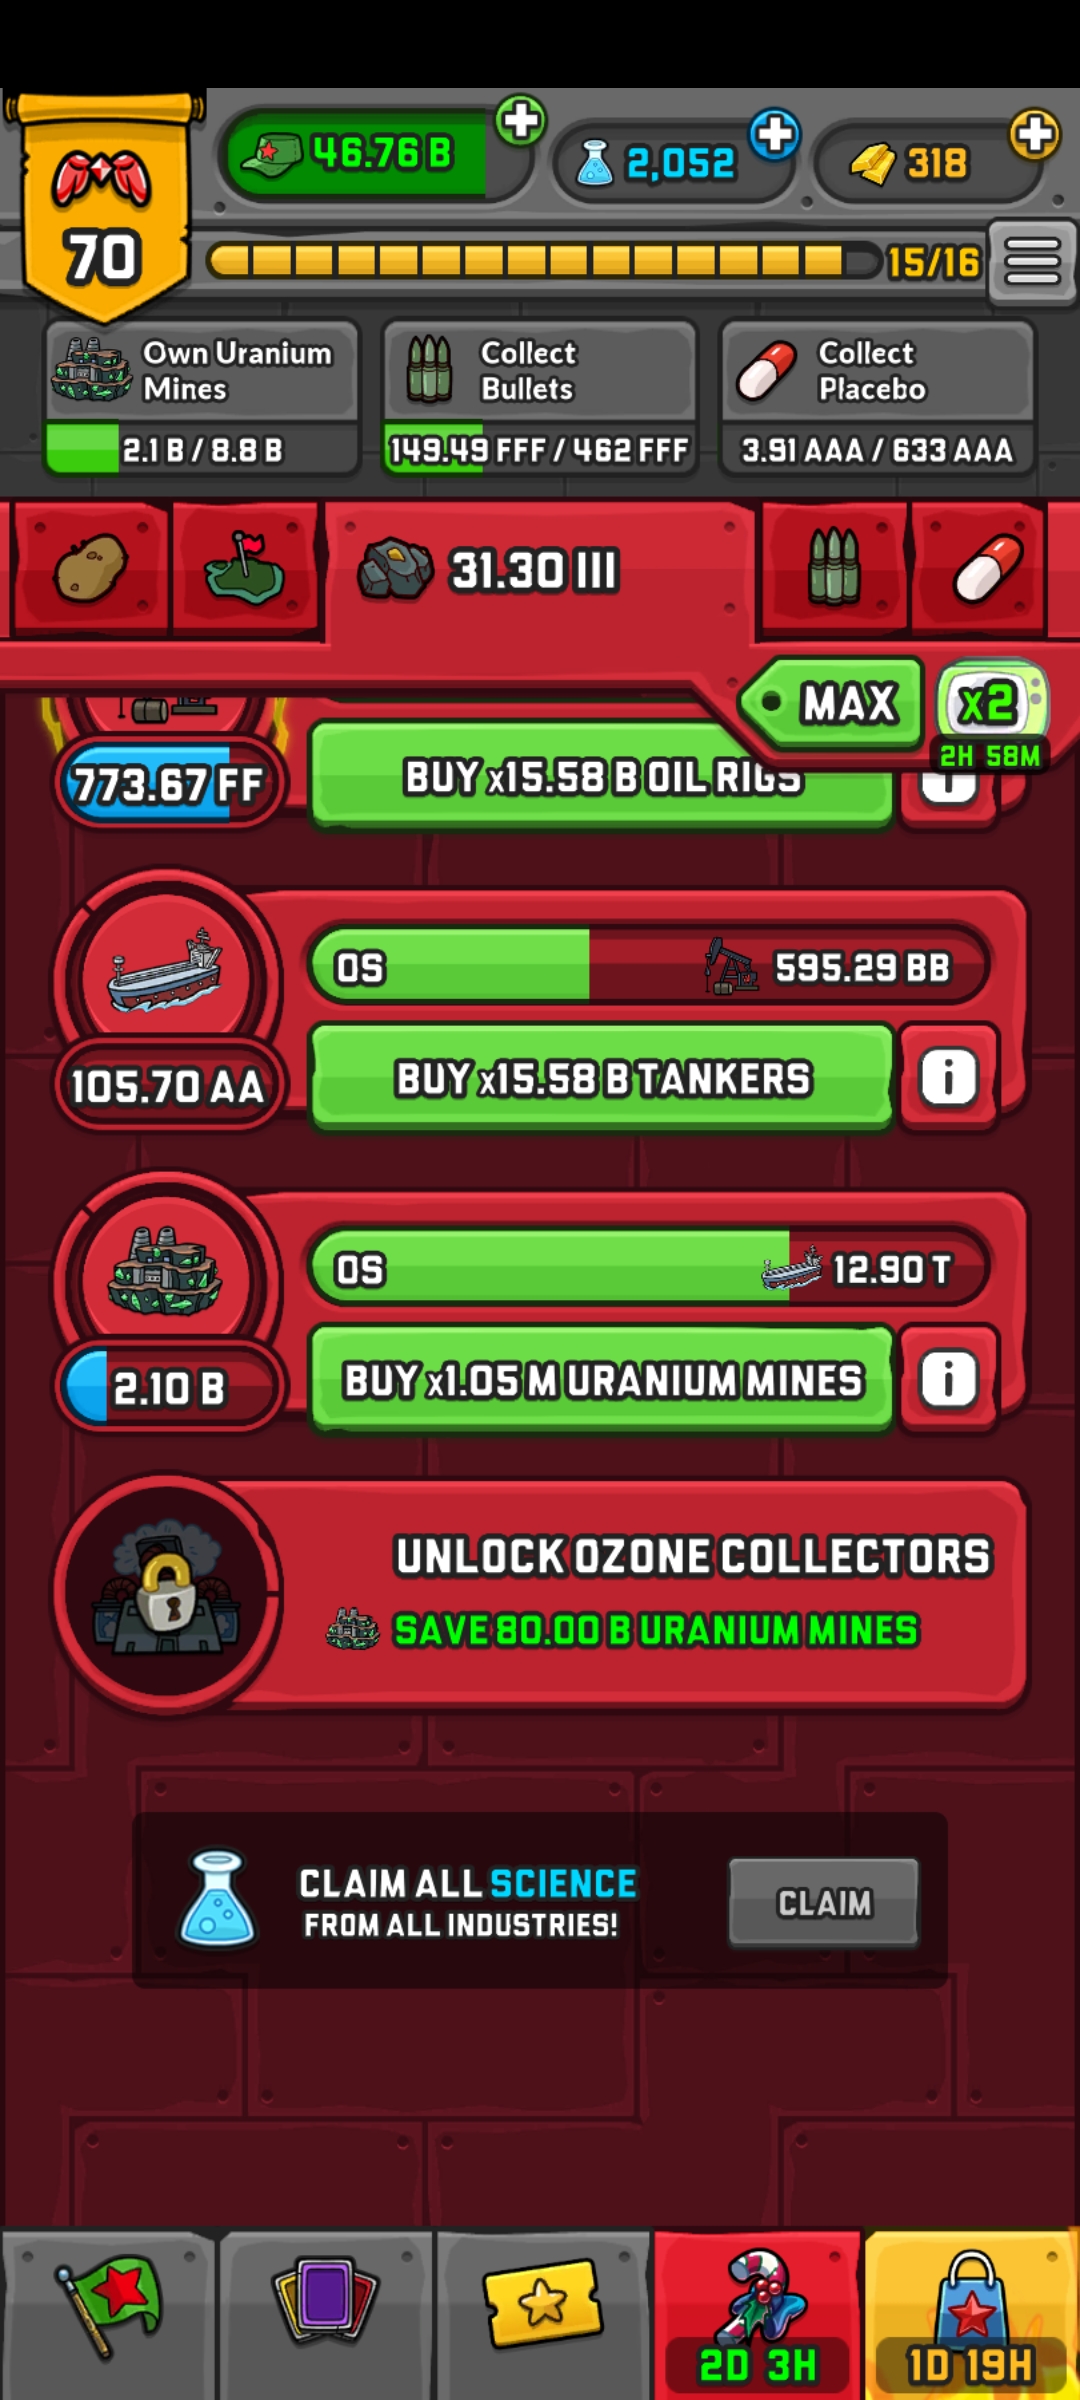 46.76 B
2,052
318
70
15/16
Own Uranium
Mines
2.1 B / 8.8 B
Collect
Bullets
149.49 FFF / 462 FFF
Collect
Placebo
3.91 AAA / 633 AAA
31.30 III
MAX
x2
2H 58M
773.67 FF
BUY x15.58 B OIL RIGS
OS
595.29 BB
105.70 AA
BUY x15.58 B TANKERS
i
OS
12.90 T
2.10 B
BUY x1.05 M URANIUM MINES
i
UNLOCK OZONE COLLECTORS
SAVE 80.00 B URANIUM MINES
CLAIM ALL SCIENCE
FROM ALL INDUSTRIES!
CLAIM
2D 3H
1D 19H